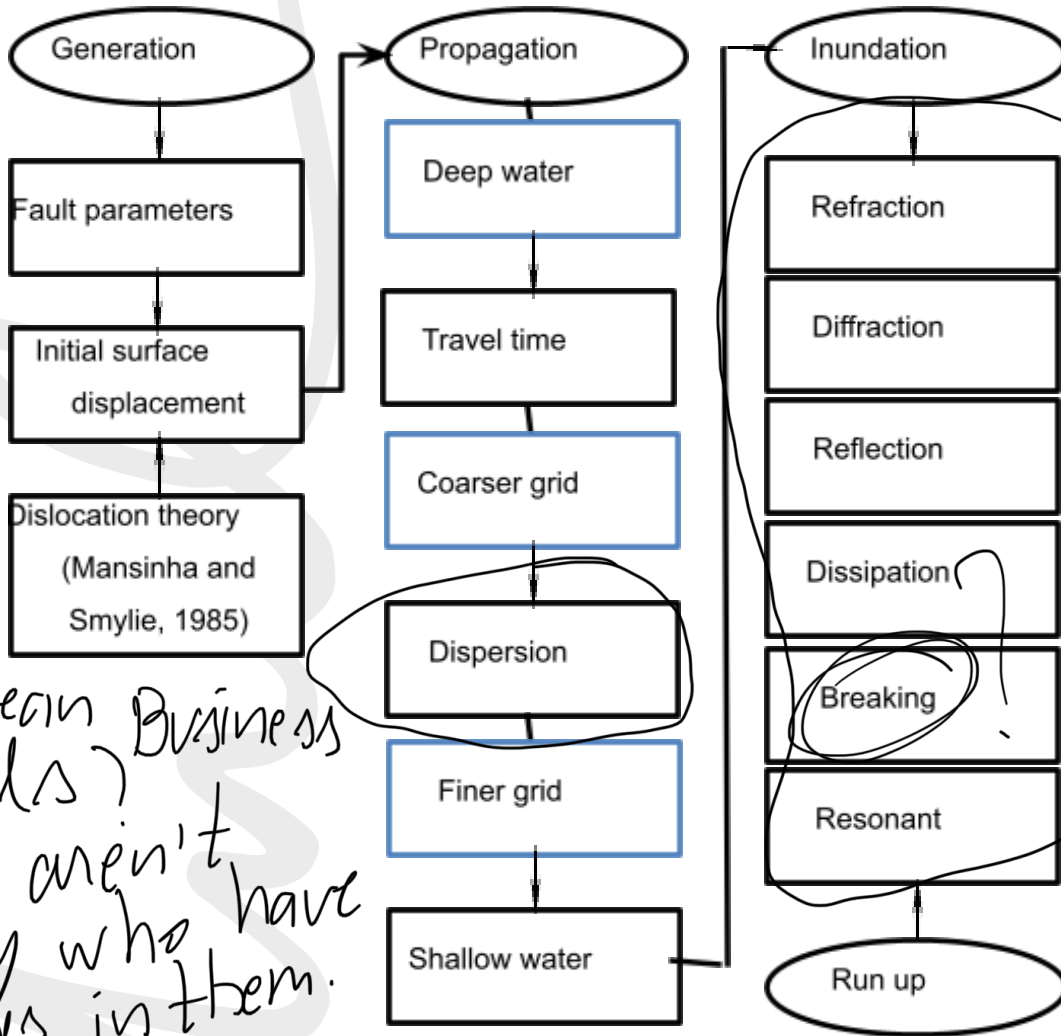 Generation
Fault parameters
Initial surface
displacement
Dislocation theory
(Mansinha and
Smylie, 1985)
Propagation
Deep water
Travel time
Coarser grid
Dispersion
Finer grid
Shallow water
Inundation
Refraction
Diffraction
Reflection
Dissipation
Breaking
Resonant
Run up
Business
aren't
who have
in them.